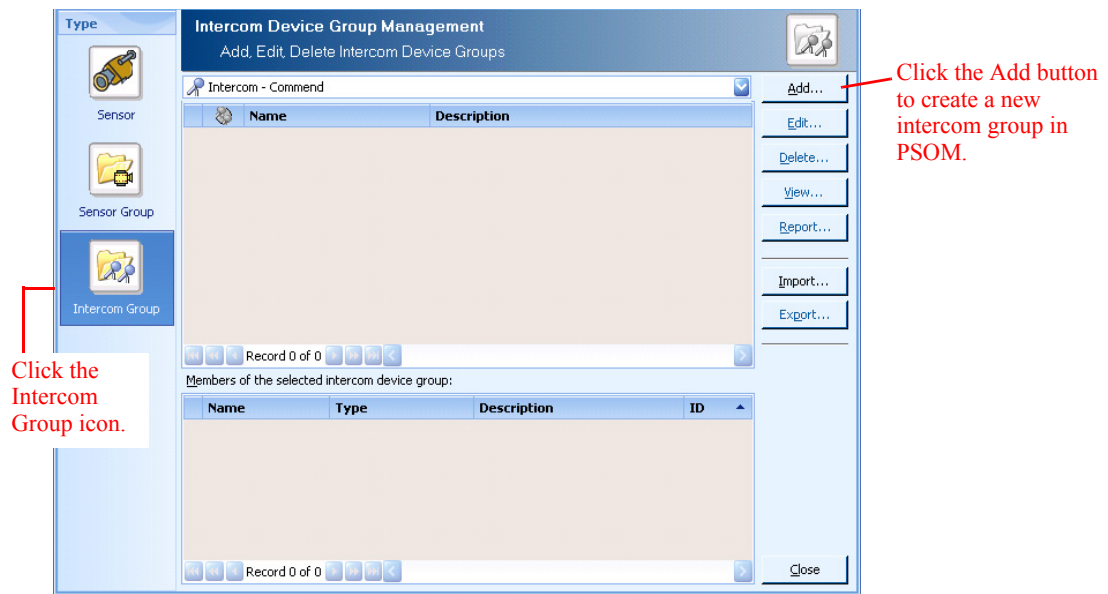 Type
Sensor
Sensor Group
Intercom Group
Intercom Device Group Management
Add, Edit, Delete Intercom Device Groups
Intercom - Commend
Name Description
Record 0 of 0
Members of the selected intercom device group:
Name Type Description ID
Record 0 of 0
Add...
Edit...
Delete...
View...
Report...
Import...
Export...
Close
Click the Add button
to create a new
intercom group in
PSOM.
Click the
Intercom
Group icon.